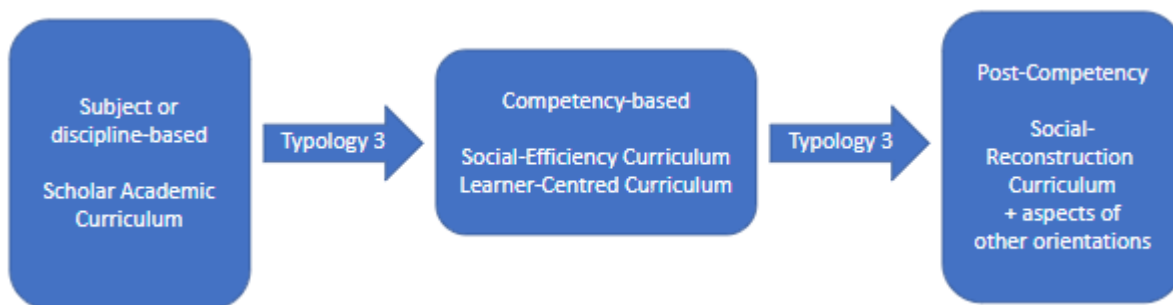 Subject or
discipline-based
Scholar Academic
Curriculum
Typology 3
Competency-based
Social-Efficiency Curriculum
Learner-Centred Curriculum
Typology 3
Post-Competency
Social-
Reconstruction
Curriculum
+ aspects of
other orientations